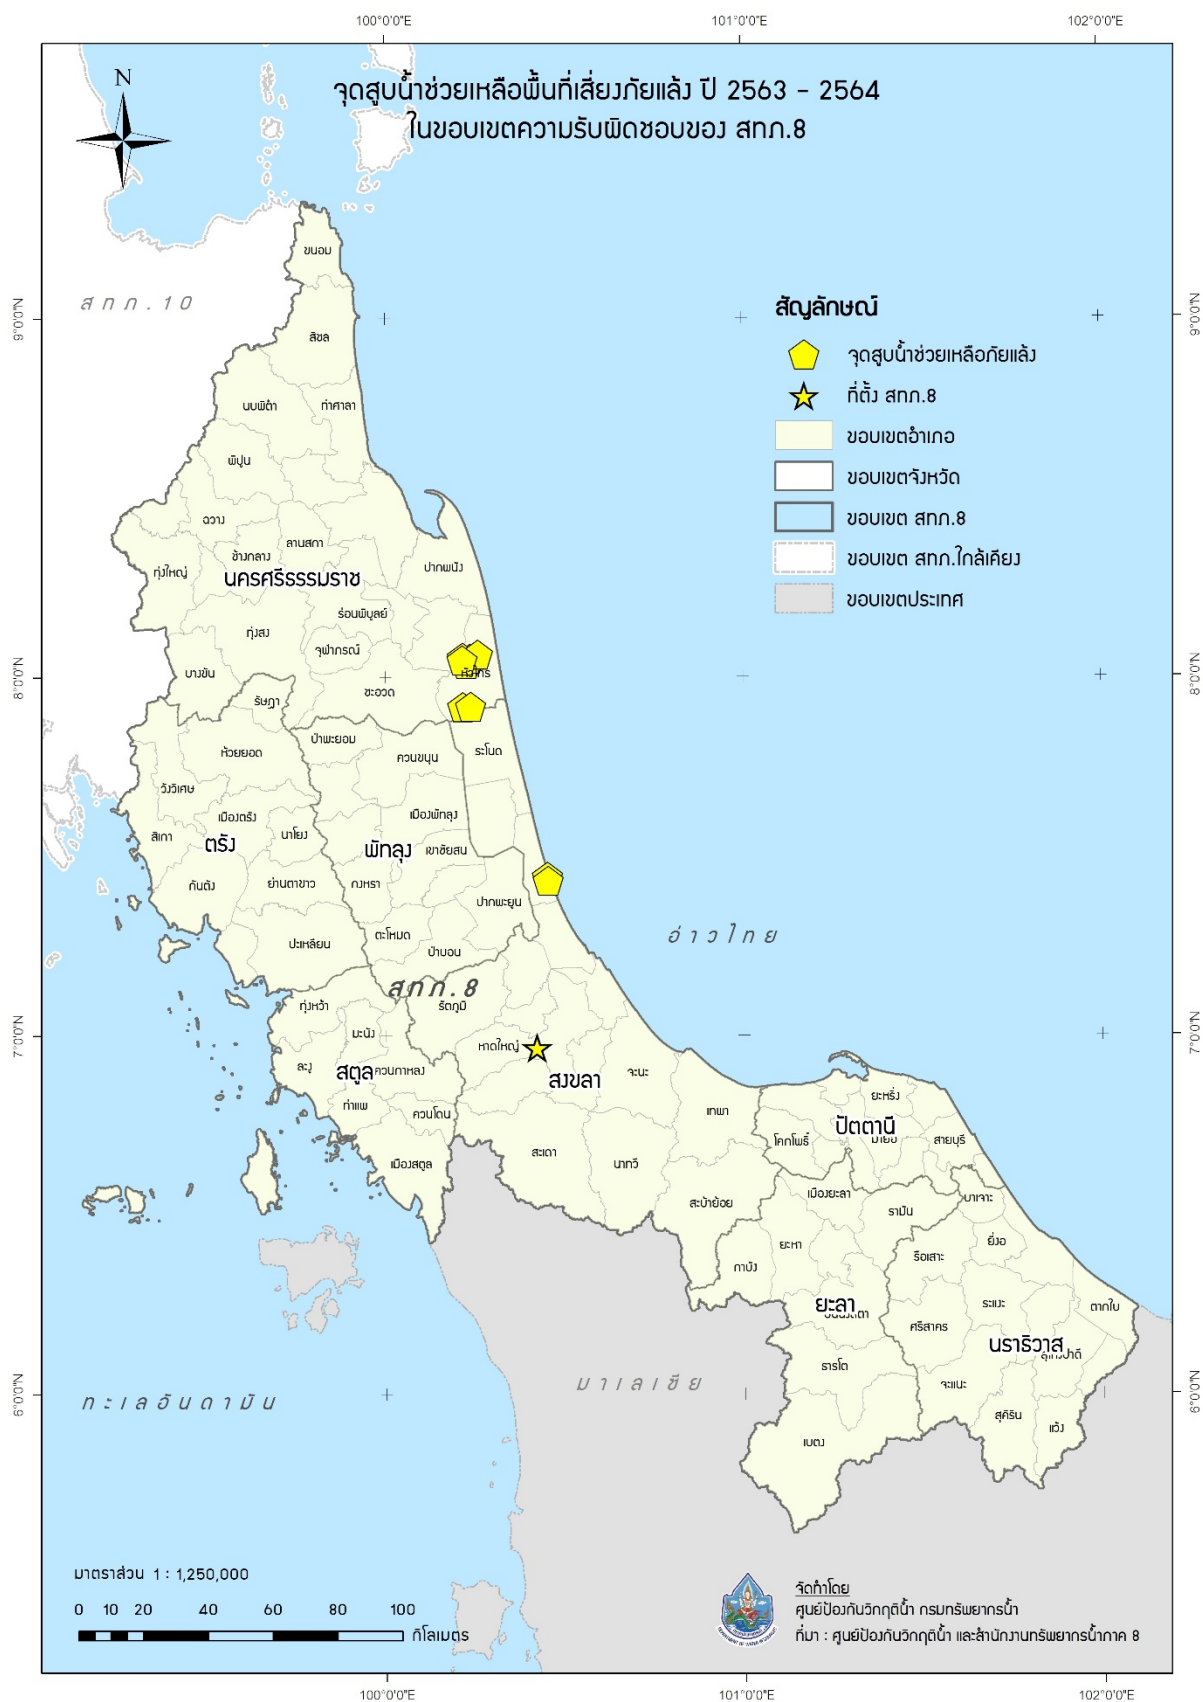 100°0'0"E
101°0'0"E
102°0'0"E
N
จุดสูบน้ำช่วยเหลือพื้นที่เสี่ยงภัยแล้ง ปี 2563 - 2564
ในขอบเขตความรับผิดชอบของ สทภ.8
สทภ.10
9°0'0"N
9°0'0"N
สัญลักษณ์
จุดสูบน้ำช่วยเหลือภัยแล้ง
ที่ตั้ง สทภ.8
ขอบเขตอำเภอ
ขอบเขตจังหวัด
ขอบเขต สทภ.8
ขอบเขต สทภ.ใกล้เคียง
ขอบเขตประเทศ
ขนอม
สิชล
นบพิตำ
ท่าศาลา
พิปูน
ฉวาง
ลานสกา
ช้างกลาง
ทุ่งใหญ่
นครศรีธรรมราช
ปากพนัง
ร่อนพิบูลย์
ทุ่งสง
จุฬาภรณ์
บางขัน
หัวไทร
8°0'0"N
8°0'0"N
ชะอวด
รัษฎา
ป่าพะยอม
ระโนด
ห้วยยอด
ควนขนุน
วังวิเศษ
เมืองตรัง
เมืองพัทลุง
สิเกา
นาโยง
ตรัง
พัทลุง
เขาชัยสน
กันตัง
ย่านตาขาว
กงหรา
ปากพะยูน
ปะเหลียน
ตะโหมด
ป่าบอน
อ่าวไทย
สทภ.8
ทุ่งหว้า
รัตภูมิ
มะนัง
7°0'0"N
7°0'0"N
หาดใหญ่
ละงู
สตูล
ควนกาหลง
สงขลา
จะนะ
ท่าแพ
ควนโดน
เทพา
ยะหริ่ง
ปัตตานี
โคกโพธิ์
มายอ
สายบุรี
เมืองสตูล
สะเดา
นาทวี
สะบ้าย้อย
เมืองยะลา
บาเจาะ
รามัน
ยะหา
ยี่งอ
กาบัง
รือเสาะ
ยะลา
ระแงะ
ตากใบ
ศรีสาคร
นราธิวาส
ธารโต
จะแนะ
มาเลเซีย
6°0'0"N
6°0'0"N
ทะเลอันดามัน
สุคิริน
แว้ง
เบตง
มาตราส่วน 1 : 1,250,000
0 10 20 40 60 80 100
กิโลเมตร
จัดทำโดย
ศูนย์ป้องกันวิกฤติน้ำ กรมทรัพยากรน้ำ
ที่มา : ศูนย์ป้องกันวิกฤติน้ำ และสำนักงานทรัพยากรน้ำภาค 8
100°0'0"E
101°0'0"E
102°0'0"E